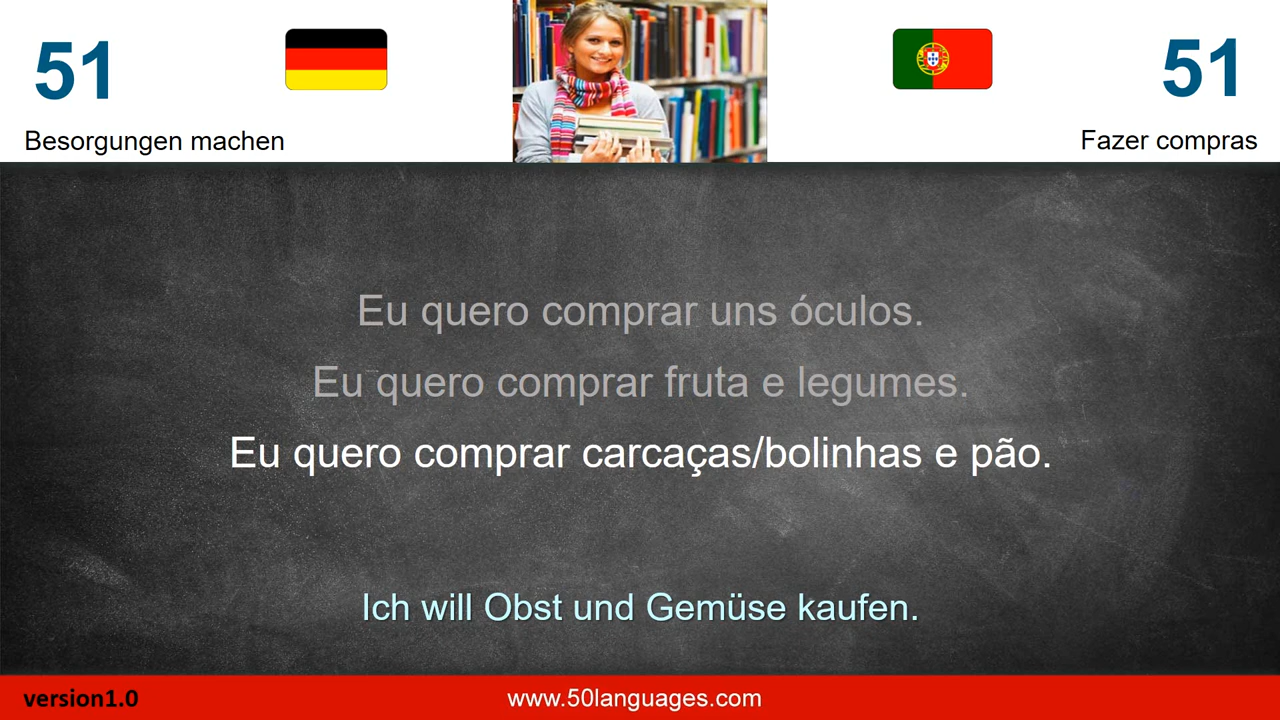 51
51
Besorgungen machen
Fazer compras
Eu quero comprar uns óculos.
Eu quero comprar fruta e legumes.
Eu quero comprar carcaças/bolinhas e pão.
Ich will Obst und Gemüse kaufen.
version1.0
www.50languages.com